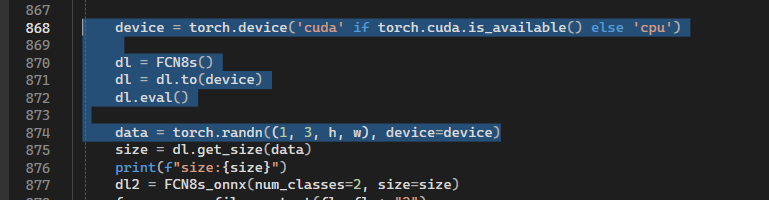 867
868 device = torch.device('cuda' if torch.cuda.is_available() else 'cpu')
869
870 dl = FCN8s()
871 dl = dl.to(device)
872 dl.eval()
873
874 data = torch.randn((1, 3, h, w), device=device)
875 size = dl.get_size(data)
876 print(f"size:{size}")
877 dl2 = FCN8s_onnx(num_classes=2, size=size)